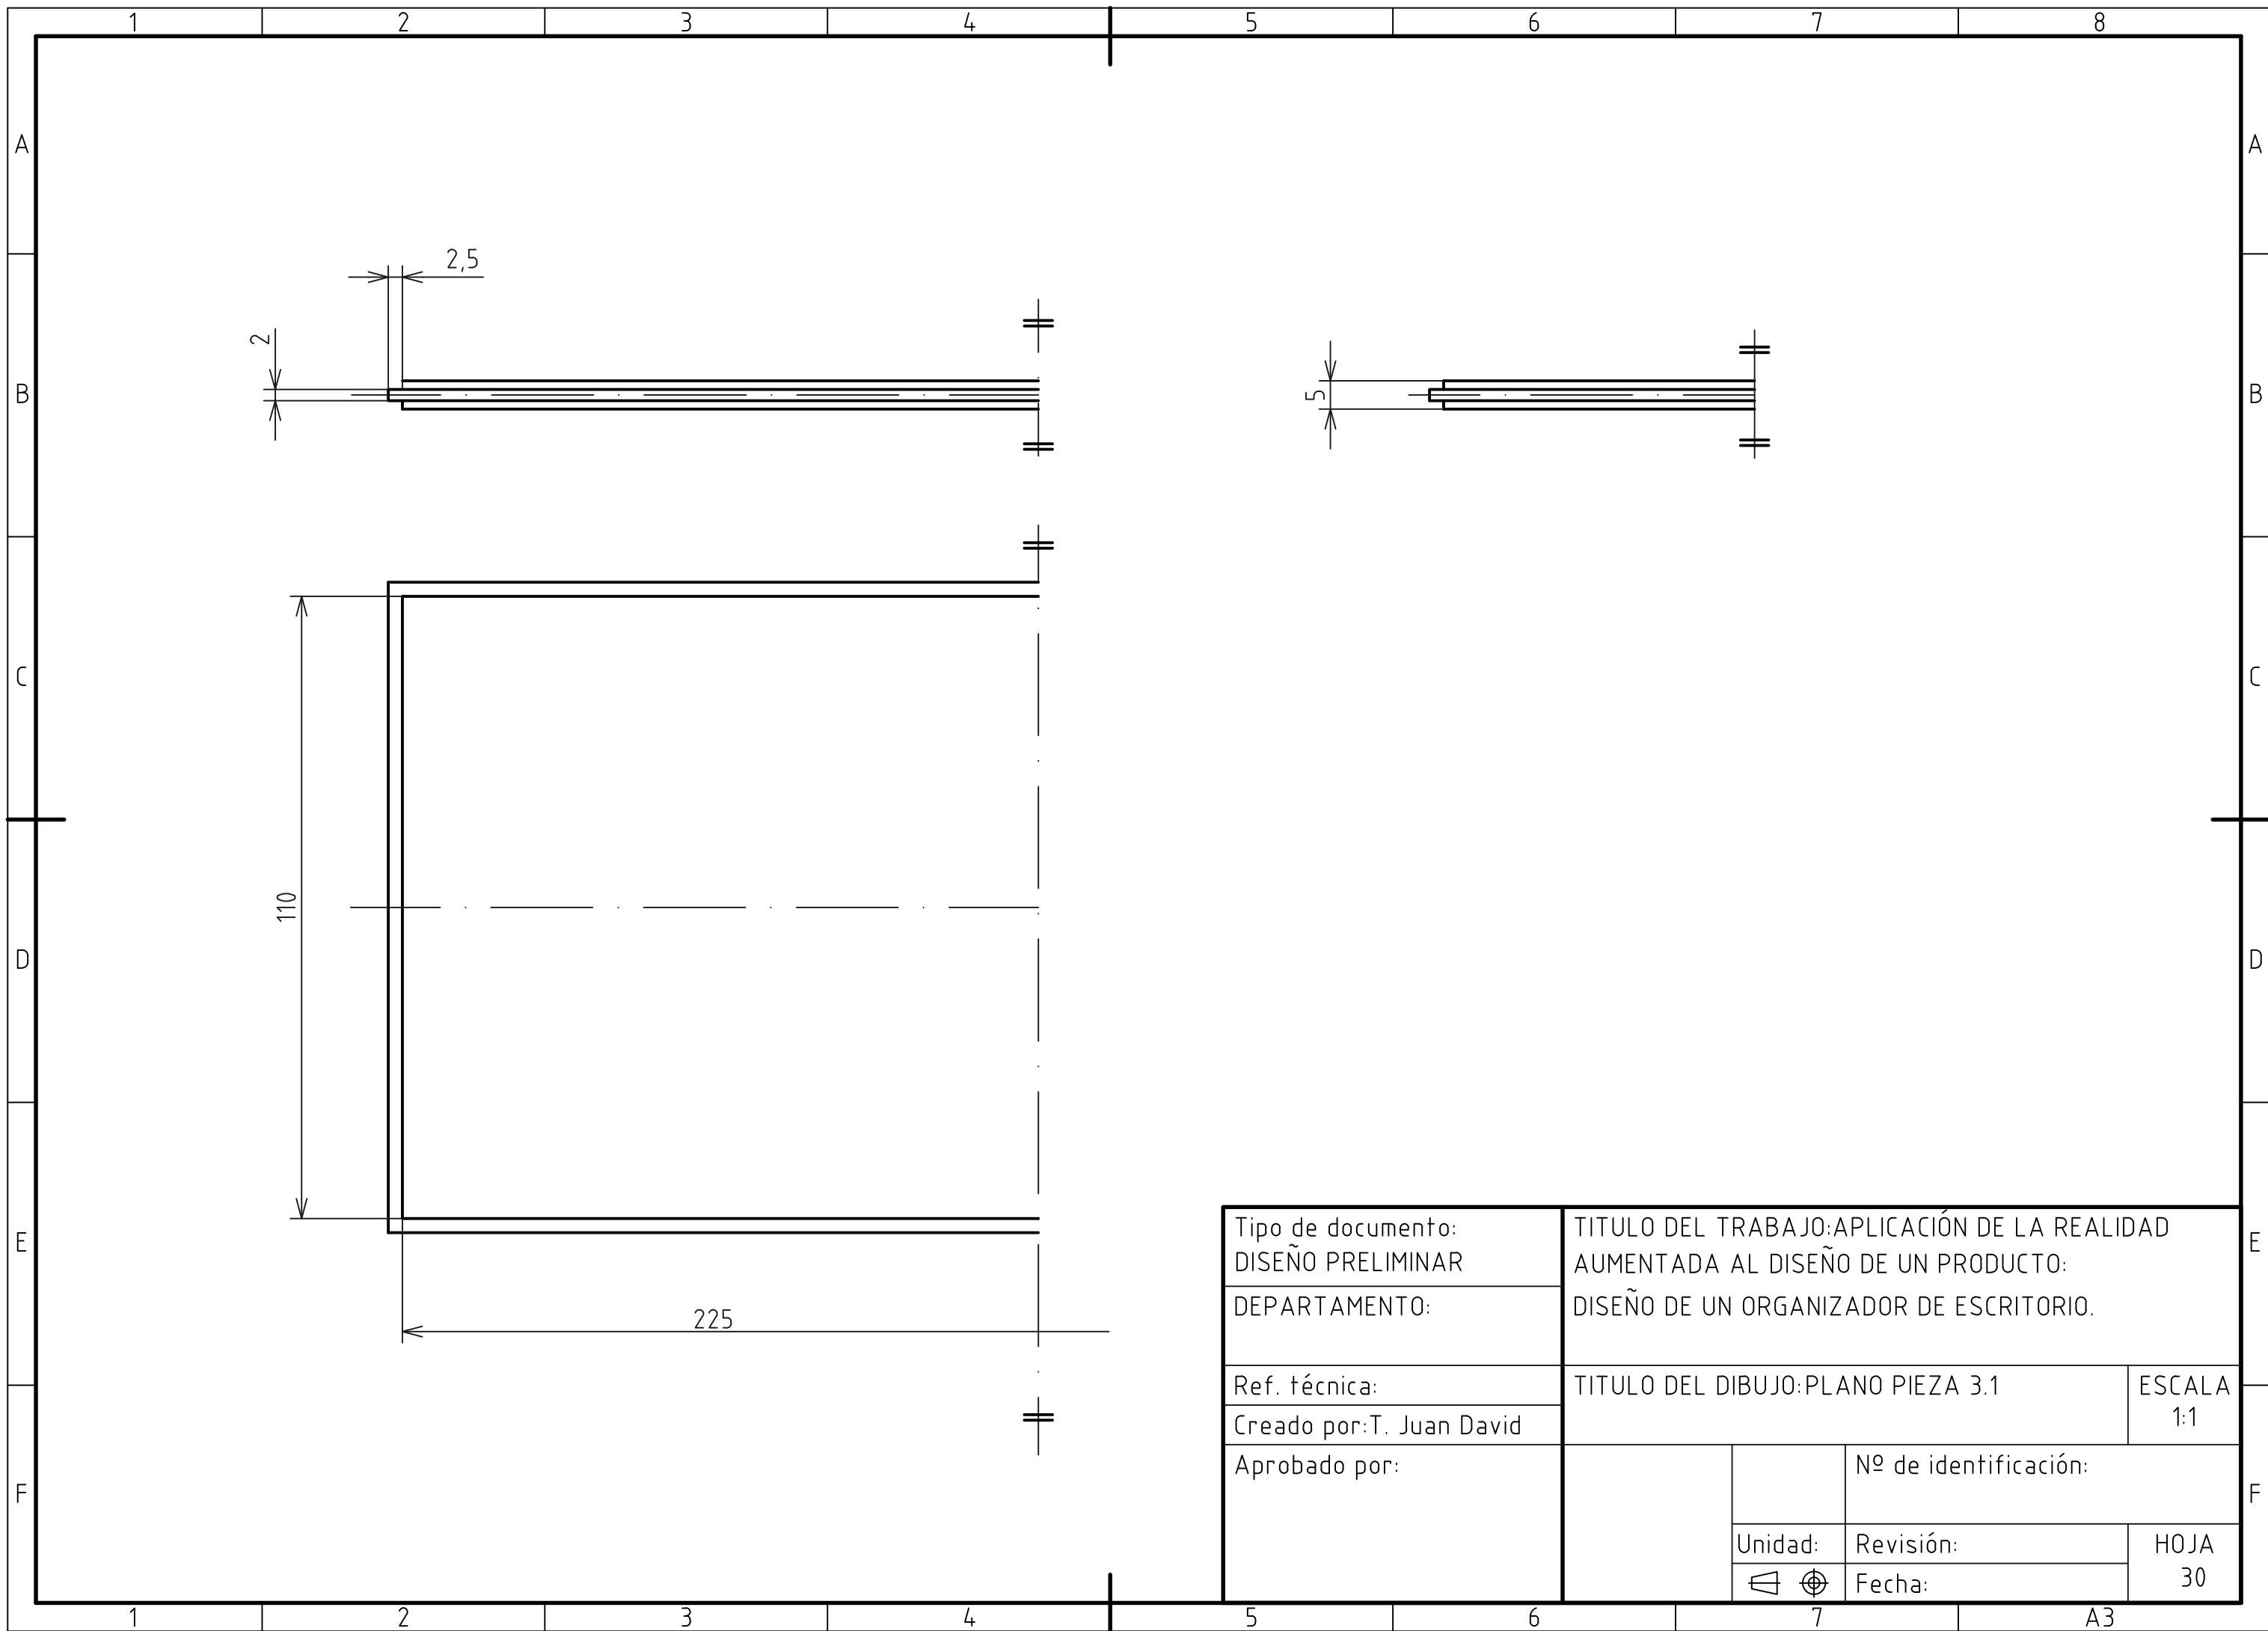 1 2 3 4 5 6 7 8
A A
2,5
2
B 5 B
C C
110
D D
E E
225
Tipo de documento:
DISEÑO PRELIMINAR
TITULO DEL TRABAJO:APLICACIÓN DE LA REALIDAD
AUMENTADA AL DISEÑO DE UN PRODUCTO:
DISEÑO DE UN ORGANIZADOR DE ESCRITORIO.
DEPARTAMENTO:
Ref. técnica:
Creado por:T. Juan David
TITULO DEL DIBUJO:PLANO PIEZA 3.1
ESCALA
1:1
Aprobado por:
Nº de identificación:
F F
Unidad:
Revisión:
Fecha:
HOJA
30
1 2 3 4 5 6 7 A3